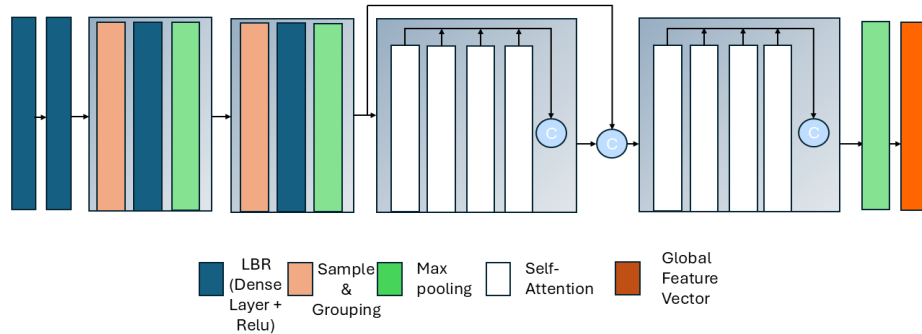 C
C
C
LBR
(Dense
Layer +
Relu)
Sample
&
Grouping
Max
pooling
Self-
Attention
Global
Feature
Vector